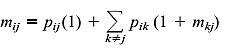 m_{ij} = p_{ij}(1) + \sum_{k \neq j} p_{ik} (1 + m_{kj})